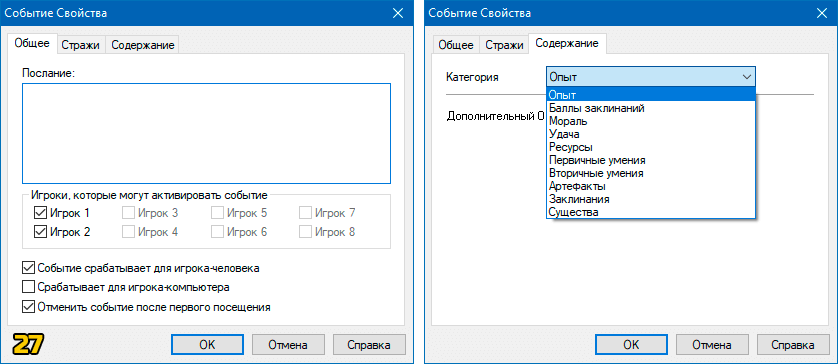 Событие Свойства
Общее Стражи Содержание
Послание:
Игроки, которые могут активировать событие
Игрок 1 Игрок 3 Игрок 5 Игрок 7
Игрок 2 Игрок 4 Игрок 6 Игрок 8
Событие срабатывает для игрока-человека
Срабатывает для игрока-компьютера
Отменить событие после первого посещения
27
OK Отмена Справка
Событие Свойства
Общее Стражи Содержание
Категория Опыт
Опыт
Баллы заклинаний
Дополнительный О
Мораль
Удача
Ресурсы
Первичные умения
Вторичные умения
Артефакты
Заклинания
Существа
OK Отмена Справка